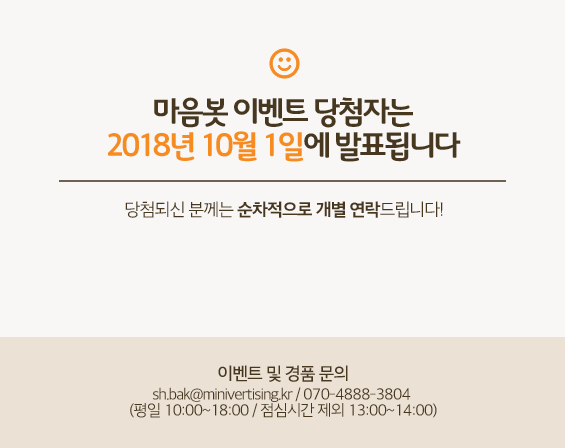 마음봇 이벤트 당첨자는
2018년 10월 1일에 발표됩니다
당첨되신 분께는 순차적으로 개별 연락드립니다!
이벤트 및 경품 문의
sh.bak@minivertising.kr / 070-4888-3804
(평일 10:00~18:00 / 점심시간 제외 13:00~14:00)